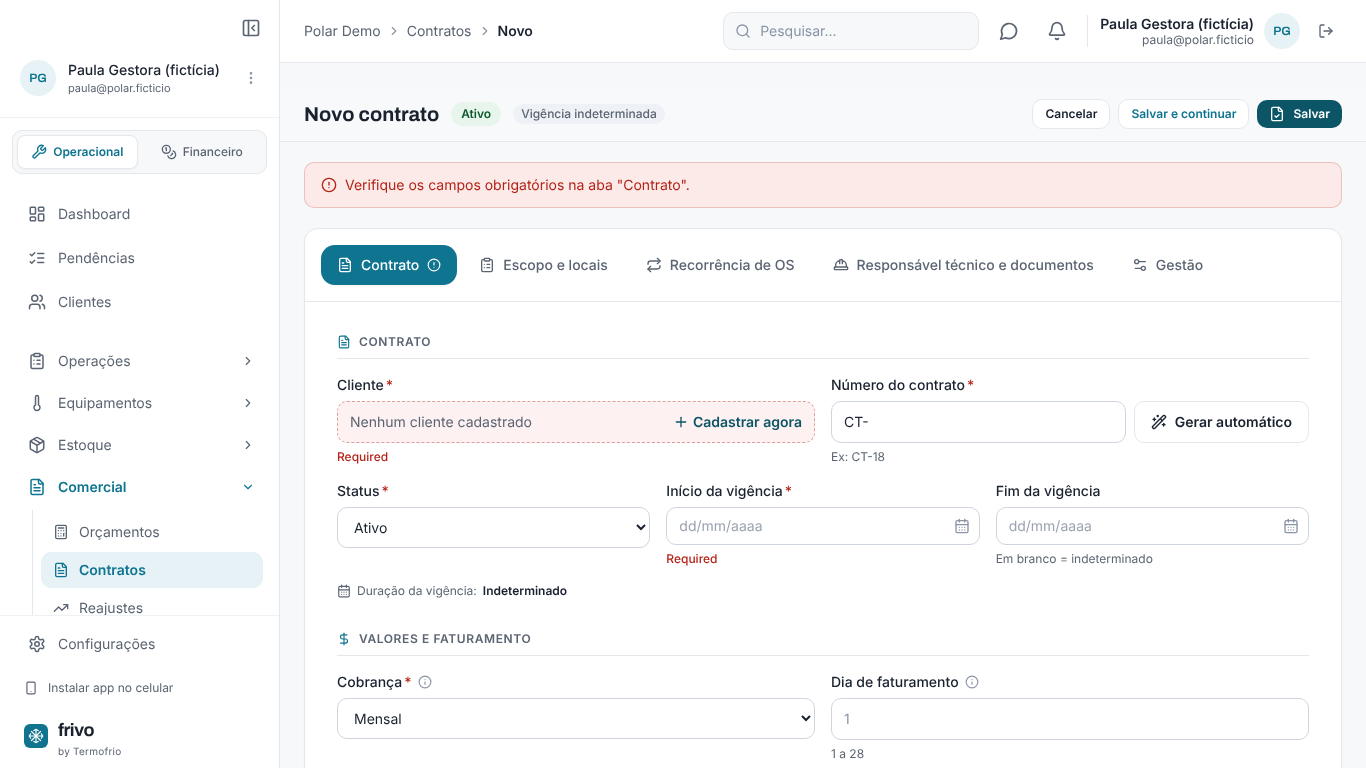 Polar Demo > Contratos > Novo
Pesquisar...
Paula Gestora (fictícia)
paula@polar.ficticio
PG
PG
Paula Gestora (fictícia)
paula@polar.ficticio
Operacional
Financeiro
Dashboard
Pendências
Clientes
Operações
Equipamentos
Estoque
Comercial
Orçamentos
Contratos
Reajustes
Configurações
Instalar app no celular
frivo
by Termofrio
Novo contrato
Ativo
Vigência indeterminada
Cancelar
Salvar e continuar
Salvar
Verifique os campos obrigatórios na aba "Contrato".
Contrato
Escopo e locais
Recorrência de OS
Responsável técnico e documentos
Gestão
CONTRATO
Cliente*
Número do contrato*
Nenhum cliente cadastrado
+ Cadastrar agora
CT-
Gerar automático
Required
Ex: CT-18
Status*
Início da vigência*
Fim da vigência
Ativo
dd/mm/aaaa
dd/mm/aaaa
Required
Em branco = indeterminado
Duração da vigência: Indeterminado
VALORES E FATURAMENTO
Cobrança*
Dia de faturamento
Mensal
1
1 a 28